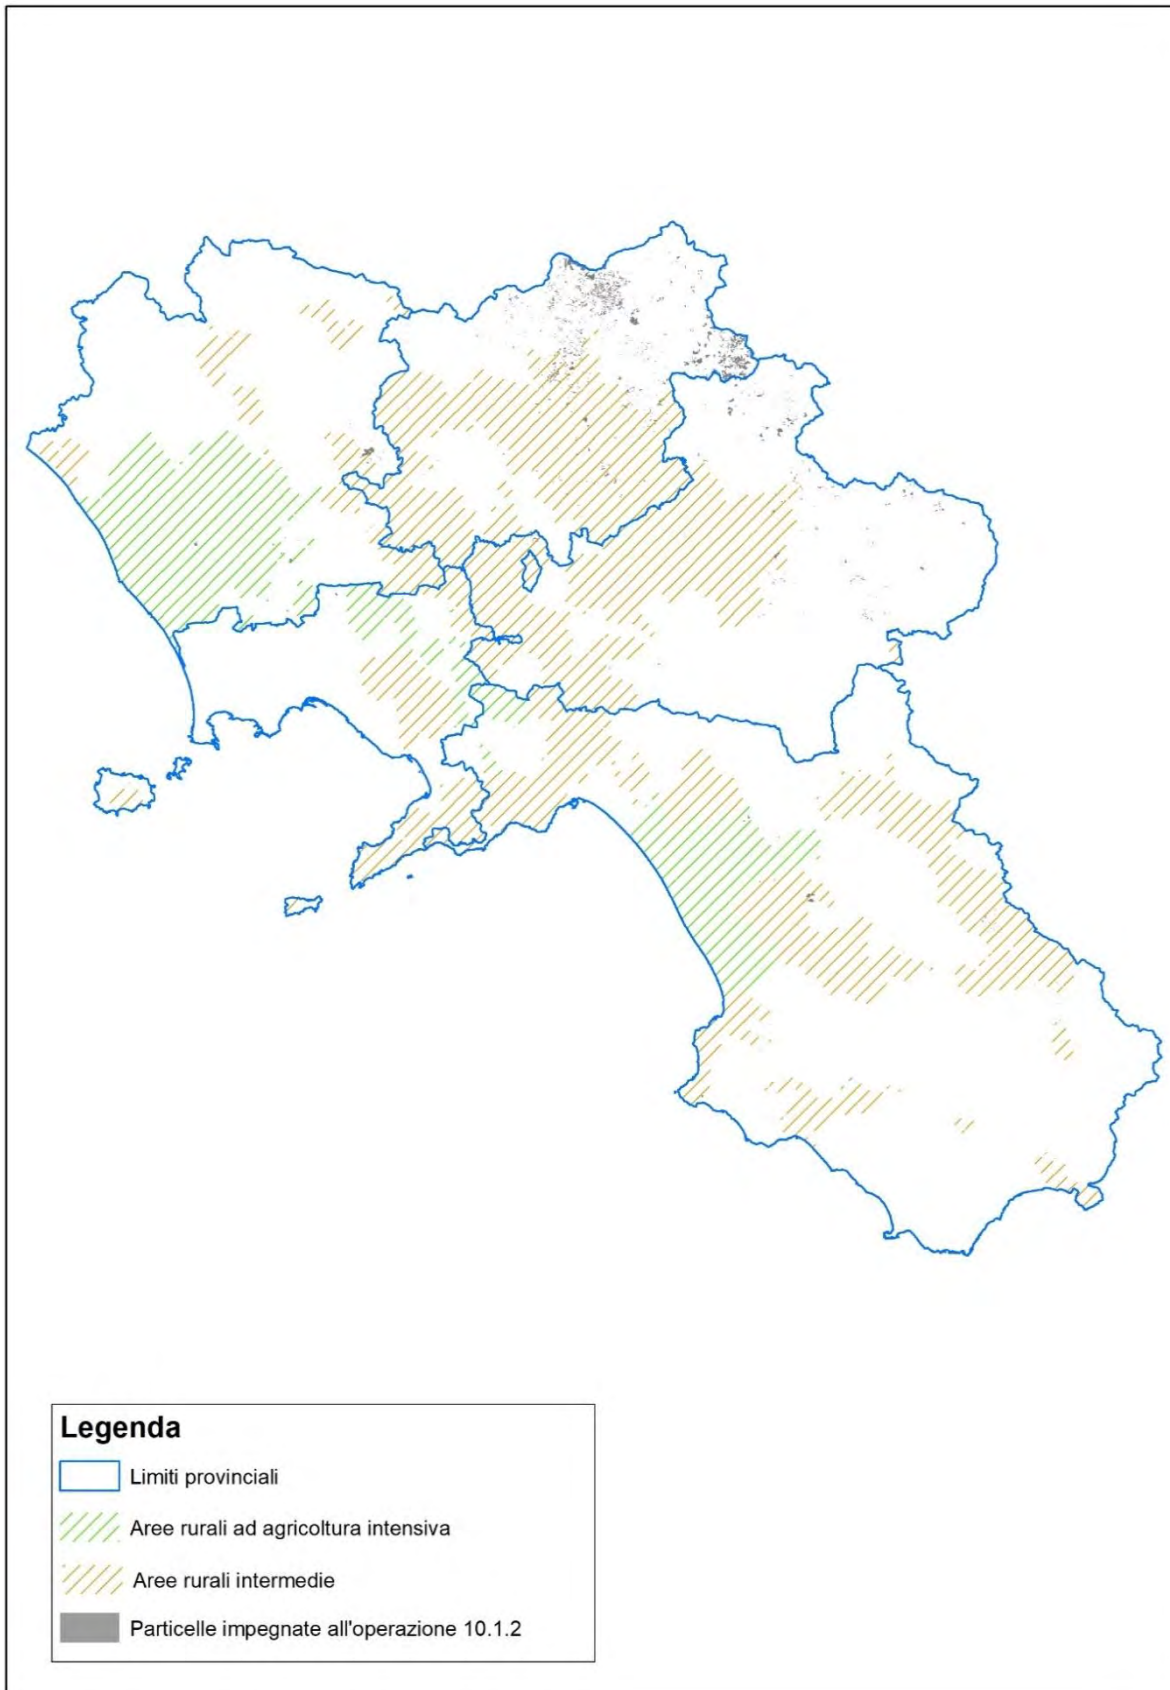 Legenda
Limiti provinciali
Aree rurali ad agricoltura intensiva
Aree rurali intermedie
Particelle impegnate all'operazione 10.1.2